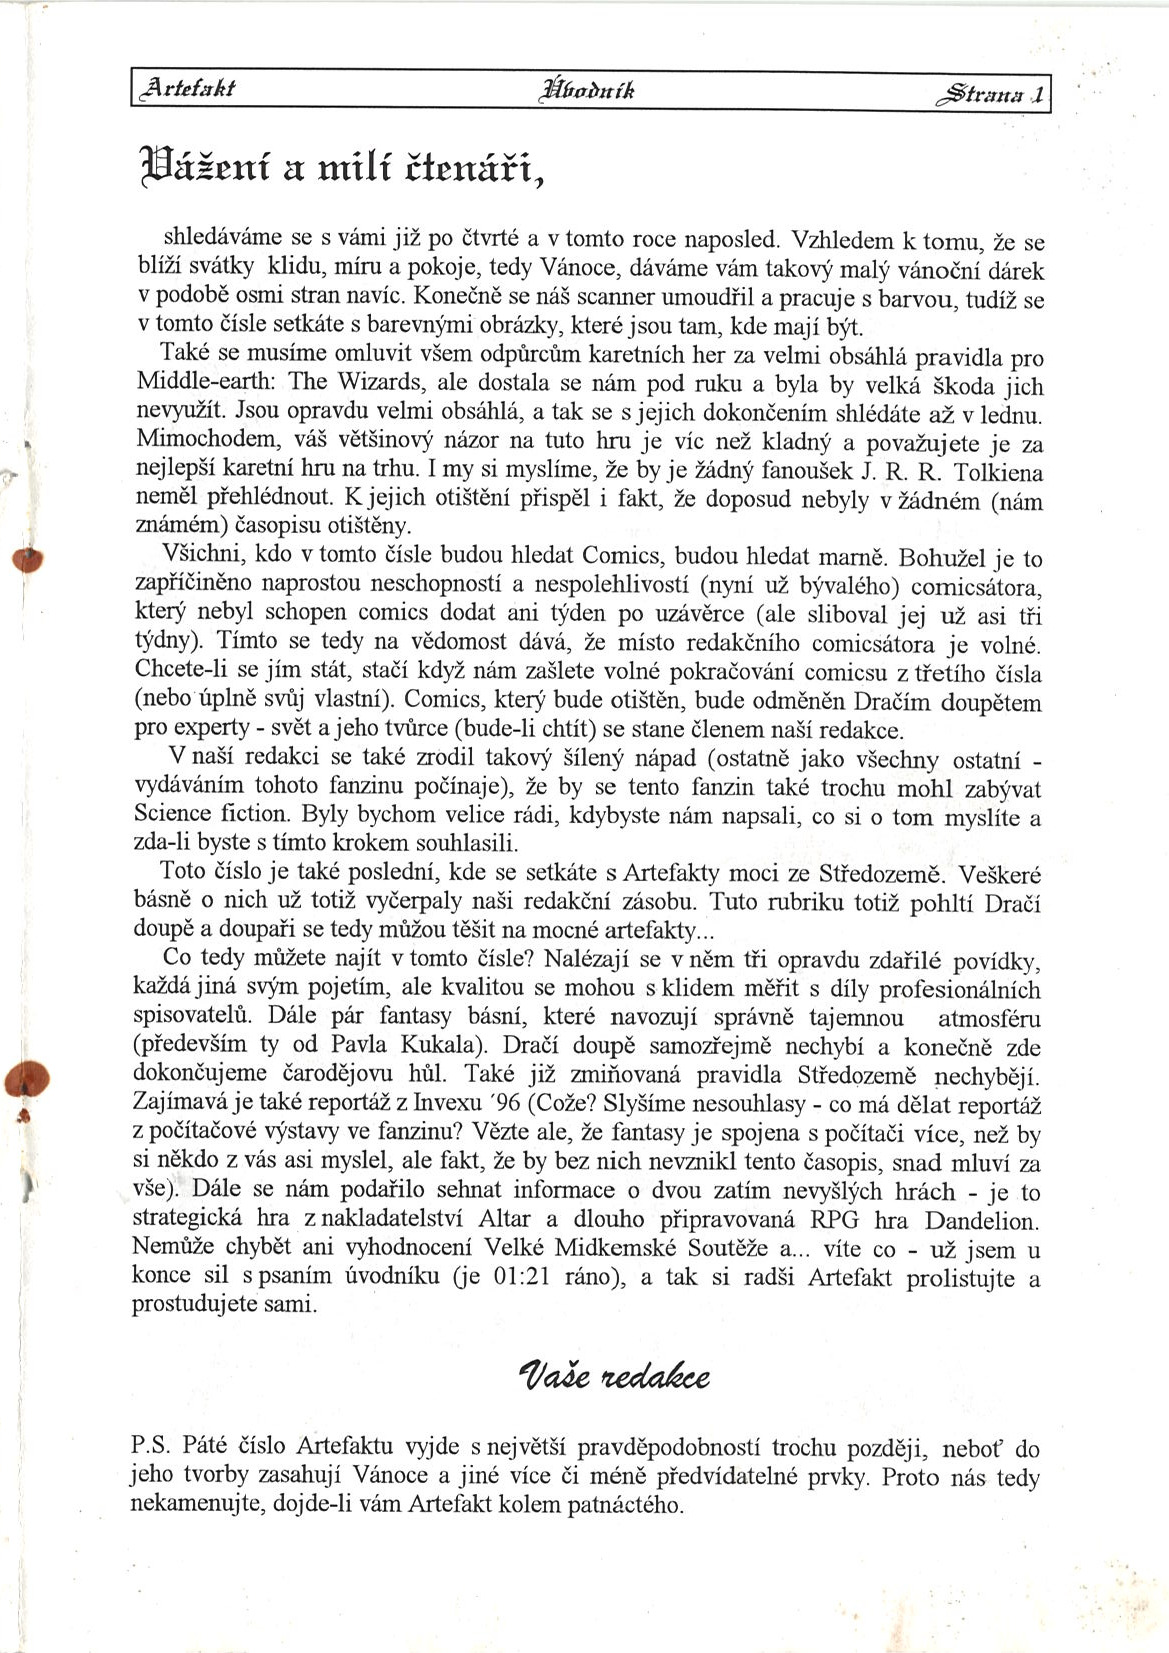 Artefakt Úvodník Strana 1
Vážení a milí čtenáři,
shledáváme se s vámi již po čtvrté a v tomto roce naposled. Vzhledem k tomu, že se
blíží svátky klidu, míru a pokoje, tedy Vánoce, dáváme vám takový malý vánoční dárek
v podobě osmi stran navíc. Konečně se náš scanner umoudřil a pracuje s barvou, tudíž se
v tomto čísle setkáte s barevnými obrázky, které jsou tam, kde mají být.
Také se musíme omluvit všem odpůrcům karetních her za velmi obsáhlá pravidla pro
Middle-earth: The Wizards, ale dostala se nám pod ruku a byla by velká škoda jich
nevyužít. Jsou opravdu velmi obsáhlá, a tak se s jejich dokončením shlédáte až v lednu.
Mimochodem, váš většinový názor na tuto hru je víc než kladný a považujete je za
nejlepší karetní hru na trhu. I my si myslíme, že by je žádný fanoušek J. R. R. Tolkiena
neměl přehlédnout. K jejich otištění přispěl i fakt, že doposud nebyly v žádném (nám
známém) časopisu otištěny.
Všichni, kdo v tomto čísle budou hledat Comics, budou hledat marně. Bohužel je to
zapříčiněno naprostou neschopností a nespolehlivostí (nyní už bývalého) comicsátora,
který nebyl schopen comics dodat ani týden po uzávěrce (ale sliboval jej už asi tři
týdny). Tímto se tedy na vědomost dává, že místo redakčního comicsátora je volné.
Chcete-li se jím stát, stačí když nám zašlete volné pokračování comicsu z třetího čísla
(nebo úplně svůj vlastní). Comics, který bude otištěn, bude odměněn Dračím doupětem
pro experty - svět a jeho tvůrce (bude-li chtít) se stane členem naší redakce.
V naší redakci se také zrodil takový šílený nápad (ostatně jako všechny ostatní -
vydáváním tohoto fanzinu počínaje), že by se tento fanzin také trochu mohl zabývat
Science fiction. Byly bychom velice rádi, kdybyste nám napsali, co si o tom myslíte a
zda-li byste s tímto krokem souhlasili.
Toto číslo je také poslední, kde se setkáte s Artefakty moci ze Středozemě. Veškeré
básně o nich už totiž vyčerpaly naši redakční zásobu. Tuto rubriku totiž pohltí Dračí
doupě a doupaři se tedy můžou těšit na mocné artefakty...
Co tedy můžete najít v tomto čísle? Nalézají se v něm tři opravdu zdařilé povídky,
každá jiná svým pojetím, ale kvalitou se mohou s klidem měřit s díly profesionálních
spisovatelů. Dále pár fantasy básní, které navozují správně tajemnou atmosféru
(především ty od Pavla Kukala). Dračí doupě samozřejmě nechybí a konečně zde
dokončujeme čarodějovu hůl. Také již zmiňovaná pravidla Středozemě nechybějí.
Zajímavá je také reportáž z Invexu ´96 (Cože? Slyšíme nesouhlasy - co má dělat reportáž
z počítačové výstavy ve fanzinu? Vězte ale, že fantasy je spojena s počítači více, než by
si někdo z vás asi myslel, ale fakt, že by bez nich nevznikl tento časopis, snad mluví za
vše). Dále se nám podařilo sehnat informace o dvou zatím nevyšlých hrách - je to
strategická hra z nakladatelství Altar a dlouho připravovaná RPG hra Dandelion.
Nemůže chybět ani vyhodnocení Velké Midkemské Soutěže a... víte co - už jsem u
konce sil s psaním úvodníku (je 01:21 ráno), a tak si radši Artefakt prolistujte a
prostudujete sami.
Vaše redakce
P.S. Páté číslo Artefaktu vyjde s největší pravděpodobností trochu později, neboť do
jeho tvorby zasahují Vánoce a jiné více či méně předvídatelné prvky. Proto nás tedy
nekamenujte, dojde-li vám Artefakt kolem patnáctého.